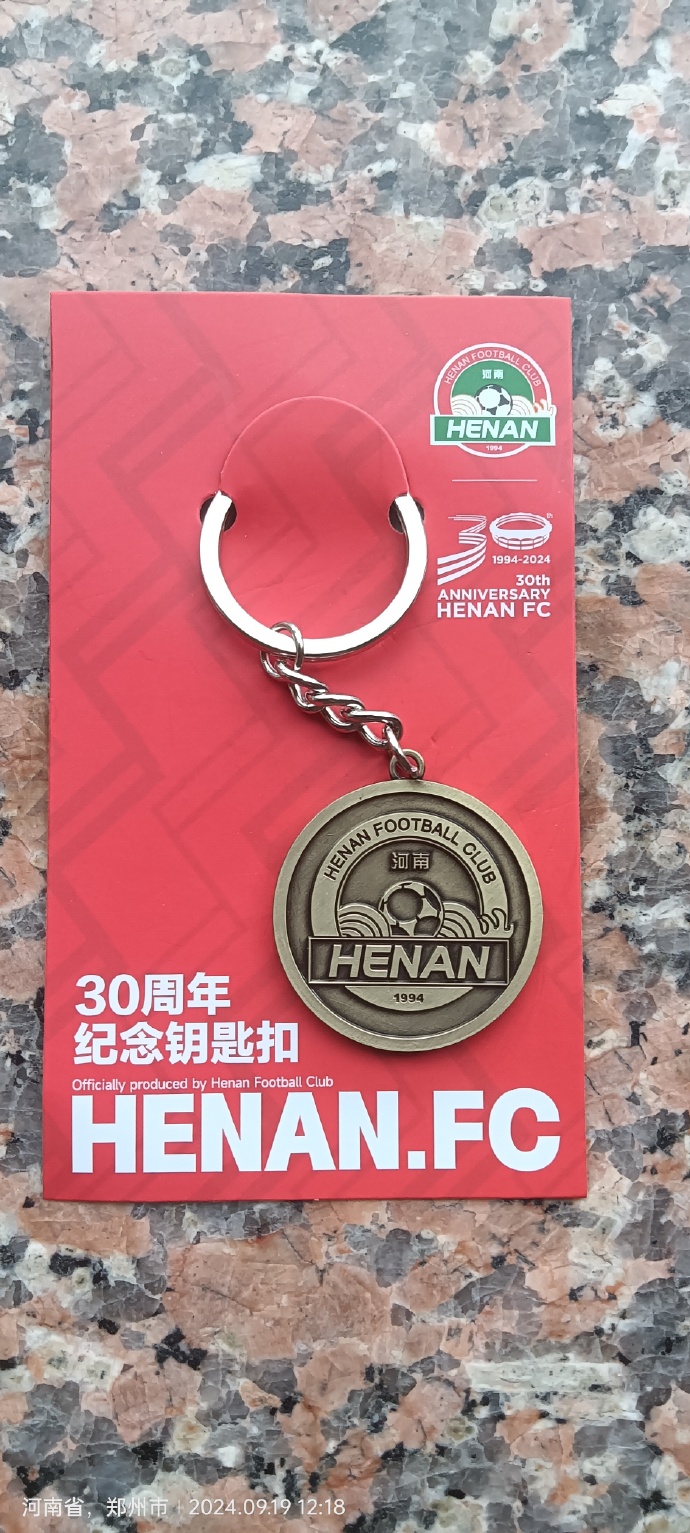 HENAN FOOTBALL CLUB
河南
HENAN
1994
30th
1994-2024
30th
ANNIVERSARY
HENAN FC
HENAN FOOTBALL CLUB
河南
HENAN
1994
30周年
纪念钥匙扣
Officially produced by Henan Football Club
HENAN.FC
河南省，郑州市 2024.09.19 12:18